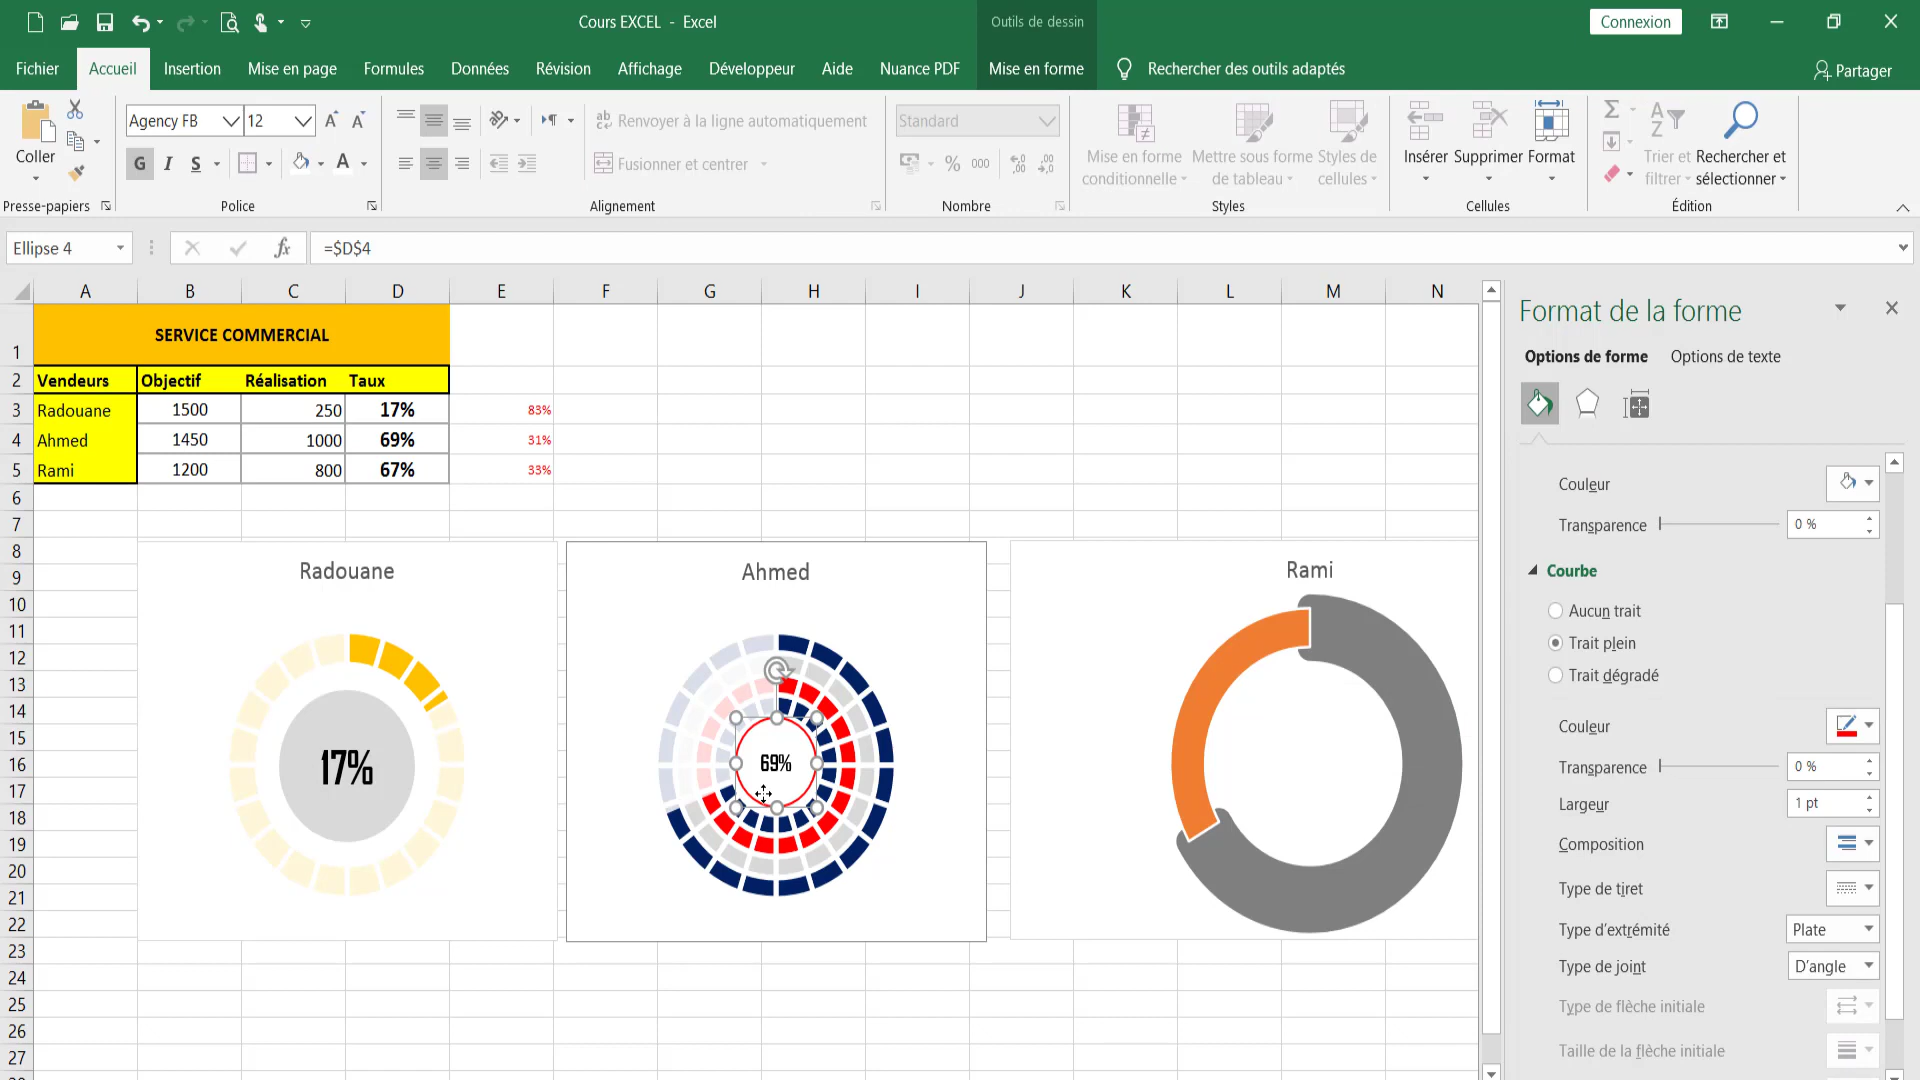 Cours EXCEL - Excel
Outils de dessin
Connexion
Fichier
Accueil
Insertion
Mise en page
Formules
Données
Révision
Affichage
Développeur
Aide
Nuance PDF
Mise en forme
Rechercher des outils adaptés
Partager
Coller
Presse-papiers
Agency FB
12
G I S
Police
Renvoyer à la ligne automatiquement
Fusionner et centrer
Alignement
Standard
% 000
Nombre
Mise en forme conditionnelle
Mettre sous forme de tableau
Styles de cellules
Styles
Insérer
Supprimer
Format
Cellules
Trier et filtrer
Rechercher et sélectionner
Édition
Ellipse 4
fx
=$D$4
A B C D E F G H I J K L M N
1 SERVICE COMMERCIAL
2 Vendeurs Objectif Réalisation Taux
3 Radouane 1500 250 17% 83%
4 Ahmed 1450 1000 69% 31%
5 Rami 1200 800 67% 33%
6
7
8
9
10
11
12
13
14
15
16
17
18
19
20
21
22
23
24
25
26
27
Radouane
17%
Ahmed
69%
Rami
Format de la forme
Options de forme
Options de texte
Couleur
Transparence 0 %
Courbe
Aucun trait
Trait plein
Trait dégradé
Couleur
Transparence 0 %
Largeur 1 pt
Composition
Type de tiret
Type d'extrémité Plate
Type de joint D'angle
Type de flèche initiale
Taille de la flèche initiale